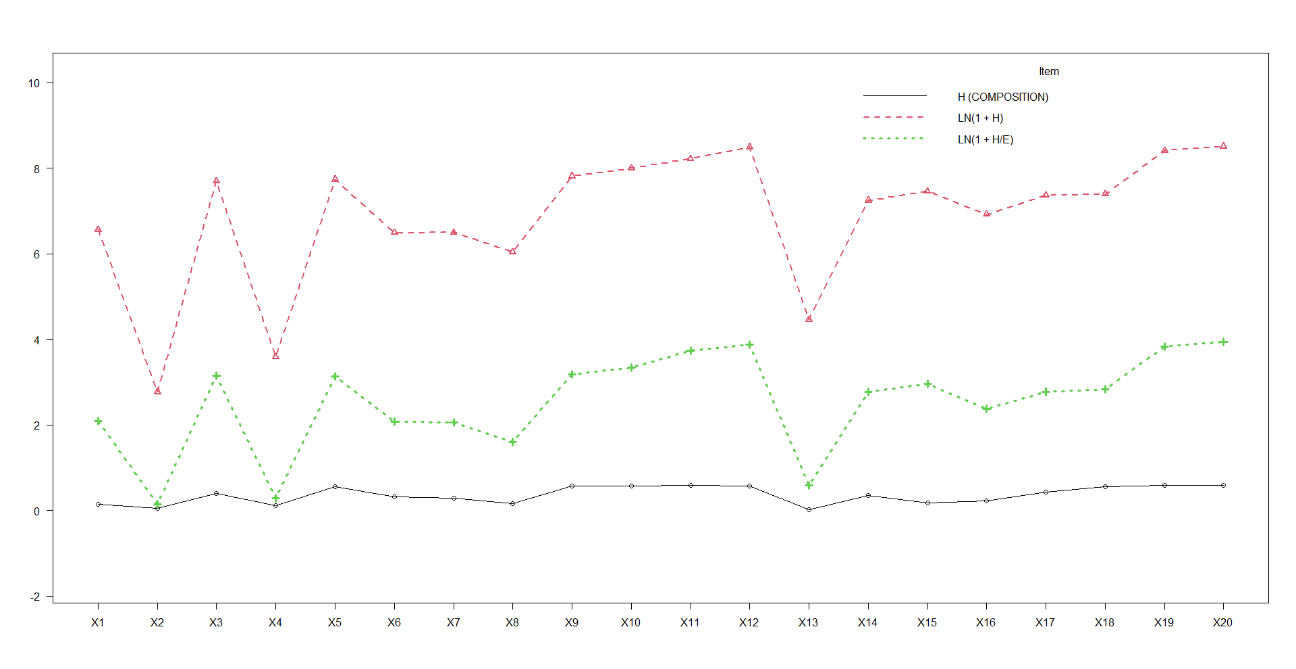 Item
H (COMPOSITION)
LN(1 + H)
LN(1 + H/E)
10
8
6
4
2
0
-2
X1 X2 X3 X4 X5 X6 X7 X8 X9 X10 X11 X12 X13 X14 X15 X16 X17 X18 X19 X20